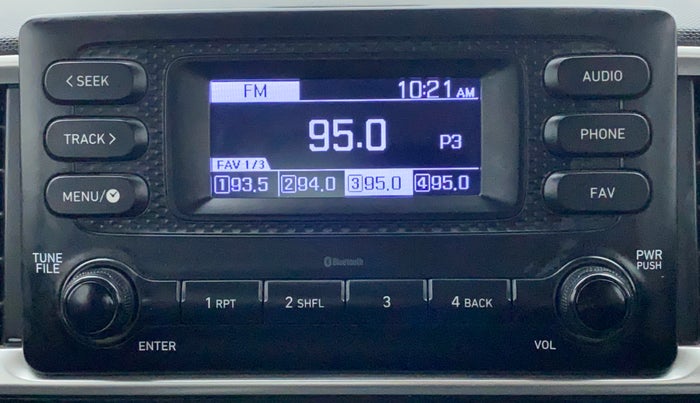 < SEEK
TRACK >
MENU/
FM
10:21 AM
95.0
P3
FAV 1/3
1 93.5 2 94.0 3 95.0 4 95.0
AUDIO
PHONE
FAV
Bluetooth
TUNE
FILE
PWR
PUSH
1 RPT
2 SHFL
3
4 BACK
ENTER
VOL